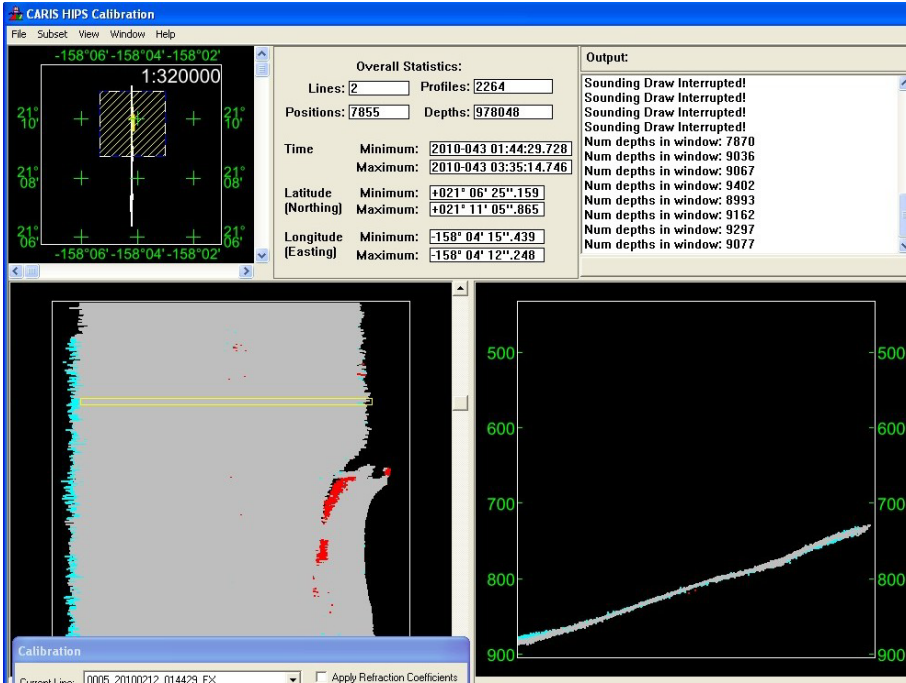 CARIS HIPS Calibration
File Subset View Window Help
-158°06' -158°04' -158°02'
1:320000
21° 10' 21° 10'
21° 08' 21° 08'
21° 06' 21° 06'
-158°06' -158°04' -158°02'
Overall Statistics:
Lines: 2 Profiles: 2264
Positions: 7855 Depths: 978048
Time Minimum: 2010-043 01:44:29.728
Maximum: 2010-043 03:35:14.746
Latitude Minimum: +021° 06' 25".159
(Northing) Maximum: +021° 11' 05".865
Longitude Minimum: -158° 04' 15".439
(Easting) Maximum: -158° 04' 12".248
Output:
Sounding Draw Interrupted!
Sounding Draw Interrupted!
Sounding Draw Interrupted!
Sounding Draw Interrupted!
Num depths in window: 7870
Num depths in window: 9036
Num depths in window: 9067
Num depths in window: 9402
Num depths in window: 8993
Num depths in window: 9162
Num depths in window: 9297
Num depths in window: 9077
500 500
600 600
700 700
800 800
900 900
Calibration
Current Line: 0005_20100212_014429_EX Apply Refraction Coefficients